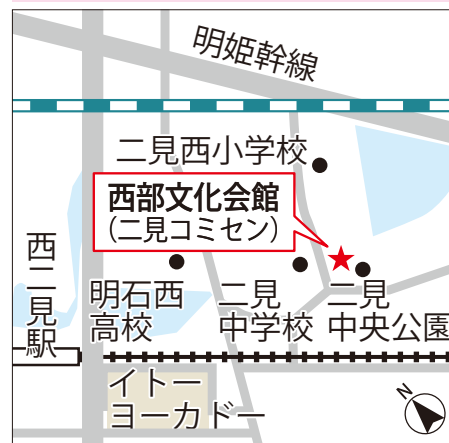 明姫幹線
二見西小学校
西部文化会館
(二見コミセン)
西二見駅
明石西
高校
二見
中学校
二見
中央公園
イトー
ヨーカドー
N